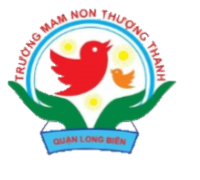 TRƯỜNG MẦM NON THƯỢNG THANH
QUẬN LONG BIÊN